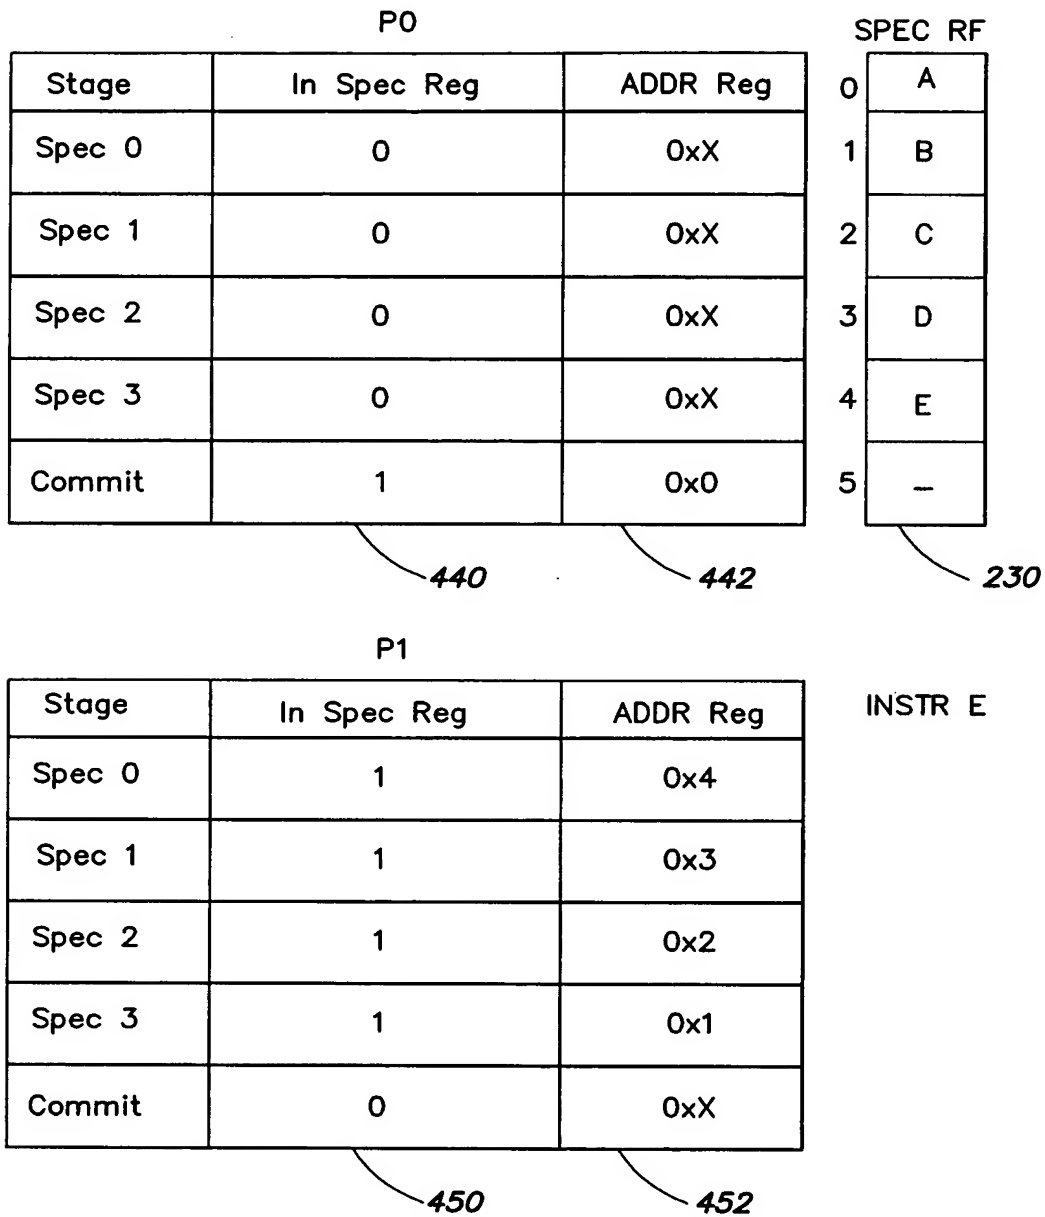 P0
SPEC RF
Stage In Spec Reg ADDR Reg 0 A
Spec 0 0 0xX 1 B
Spec 1 0 0xX 2 C
Spec 2 0 0xX 3 D
Spec 3 0 0xX 4 E
Commit 1 0x0 5 –
440 442 230
P1
Stage In Spec Reg ADDR Reg INSTR E
Spec 0 1 0x4
Spec 1 1 0x3
Spec 2 1 0x2
Spec 3 1 0x1
Commit 0 0xX
450 452